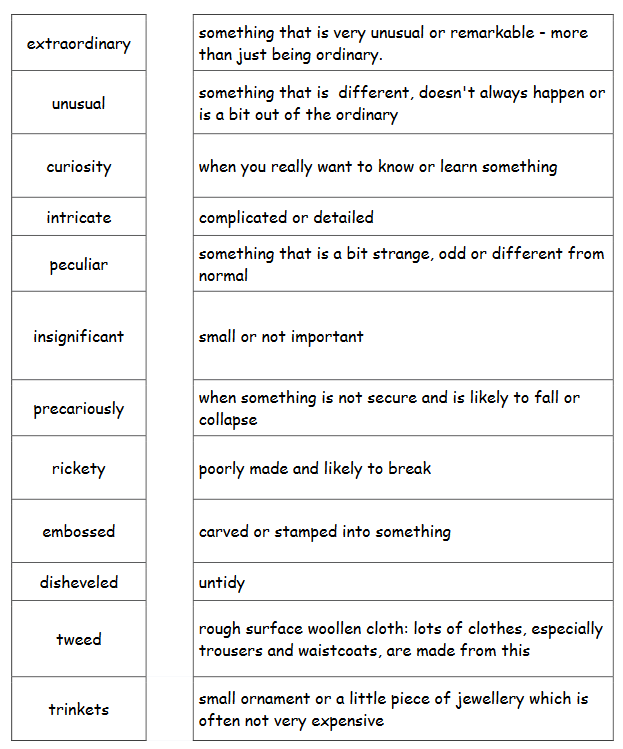 extraordinary
something that is very unusual or remarkable - more
than just being ordinary.
unusual
something that is  different, doesn't always happen or
is a bit out of the ordinary
curiosity
when you really want to know or learn something
intricate
complicated or detailed
peculiar
something that is a bit strange, odd or different from
normal
insignificant
small or not important
precariously
when something is not secure and is likely to fall or
collapse
rickety
poorly made and likely to break
embossed
carved or stamped into something
disheveled
untidy
tweed
rough surface woollen cloth: lots of clothes, especially
trousers and waistcoats, are made from this
trinkets
small ornament or a little piece of jewellery which is
often not very expensive